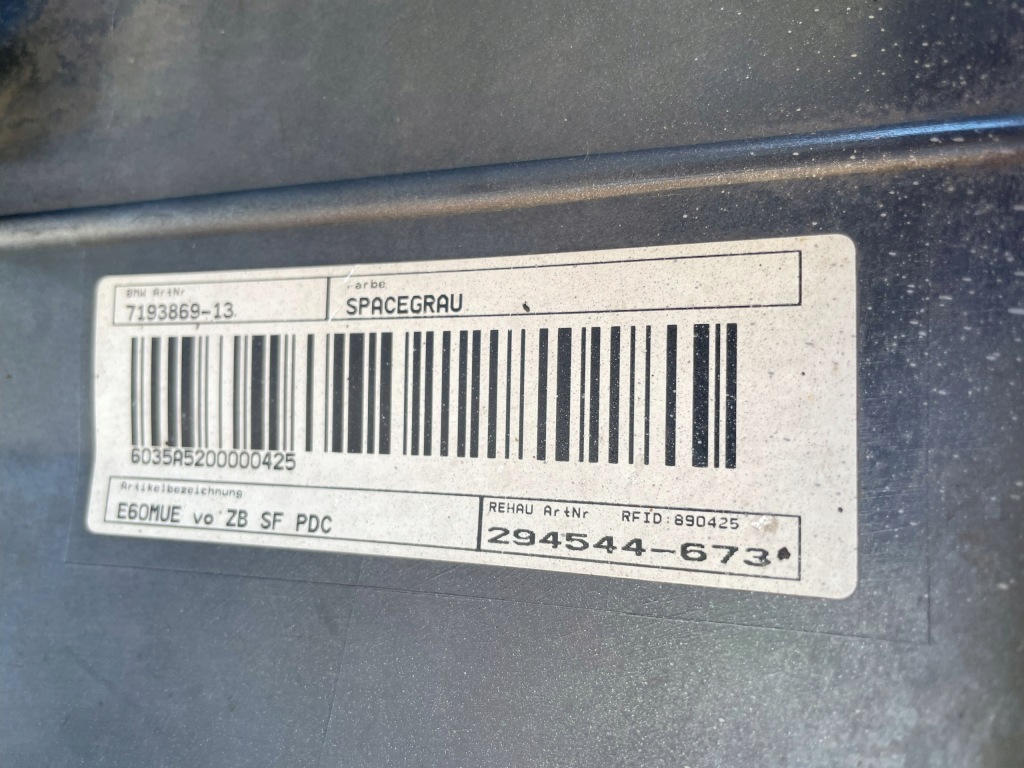 BMW ArtNr
7193869-13
Farbe
SPACEGRAU
6035A5200000425
Artikelbezeichnung
E60MUE vo ZB SF PDC
REHAU ArtNr RFID:890425
294544-673